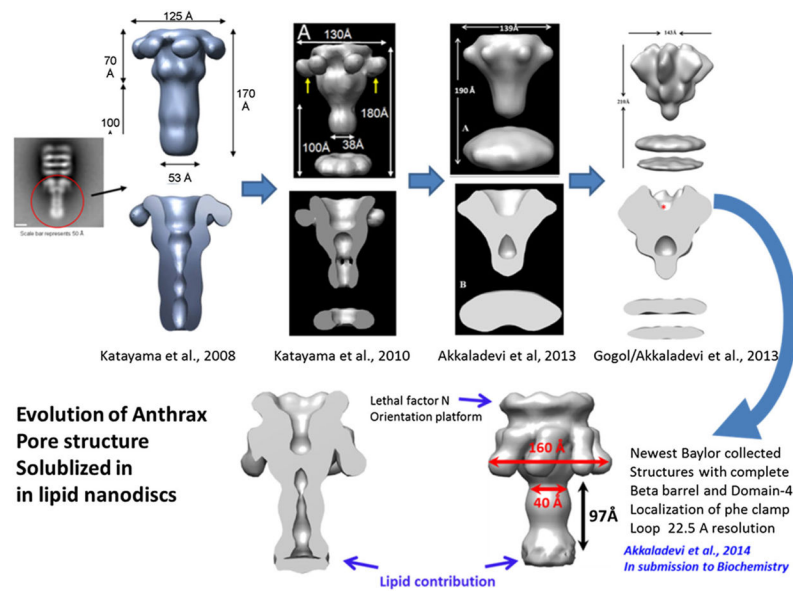 125 A
70
A
100
A
170
A
53 A
Scale bar represents 50 Å
Katayama et al., 2008
A
130Å
180Å
100Å
38Å
Katayama et al., 2010
139Å
190Å
A
B
Akkaladevi et al, 2013
143Å
210Å
*
Gogol/Akkaladevi et al., 2013
Evolution of Anthrax
Pore structure
Solublized in
in lipid nanodiscs
Lethal factor N
Orientation platform
160 Å
40 Å
97Å
Lipid contribution
Newest Baylor collected
Structures with complete
Beta barrel and Domain-4
Localization of phe clamp
Loop 22.5 A resolution
Akkaladevi et al., 2014
In submission to Biochemistry